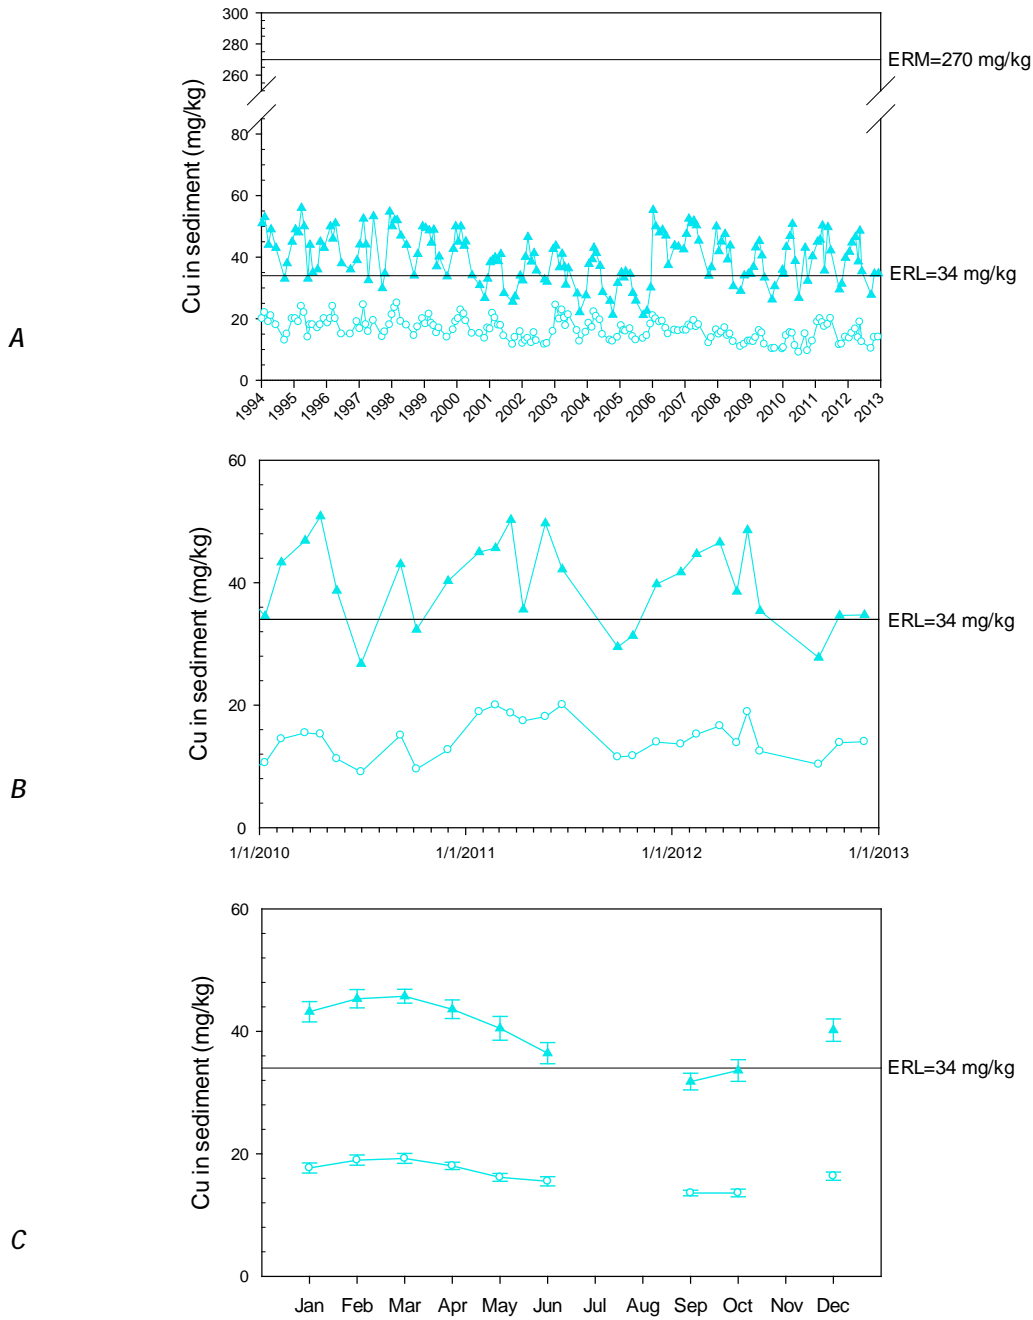 300
280
260
ERM=270 mg/kg
80
60
40
20
0
Cu in sediment (mg/kg)
ERL=34 mg/kg
A
1994 1995 1996 1997 1998 1999 2000 2001 2002 2003 2004 2005 2006 2007 2008 2009 2010 2011 2012 2013
60
40
20
0
Cu in sediment (mg/kg)
ERL=34 mg/kg
B
1/1/2010 1/1/2011 1/1/2012 1/1/2013
60
40
20
0
Cu in sediment (mg/kg)
ERL=34 mg/kg
C
Jan Feb Mar Apr May Jun Jul Aug Sep Oct Nov Dec